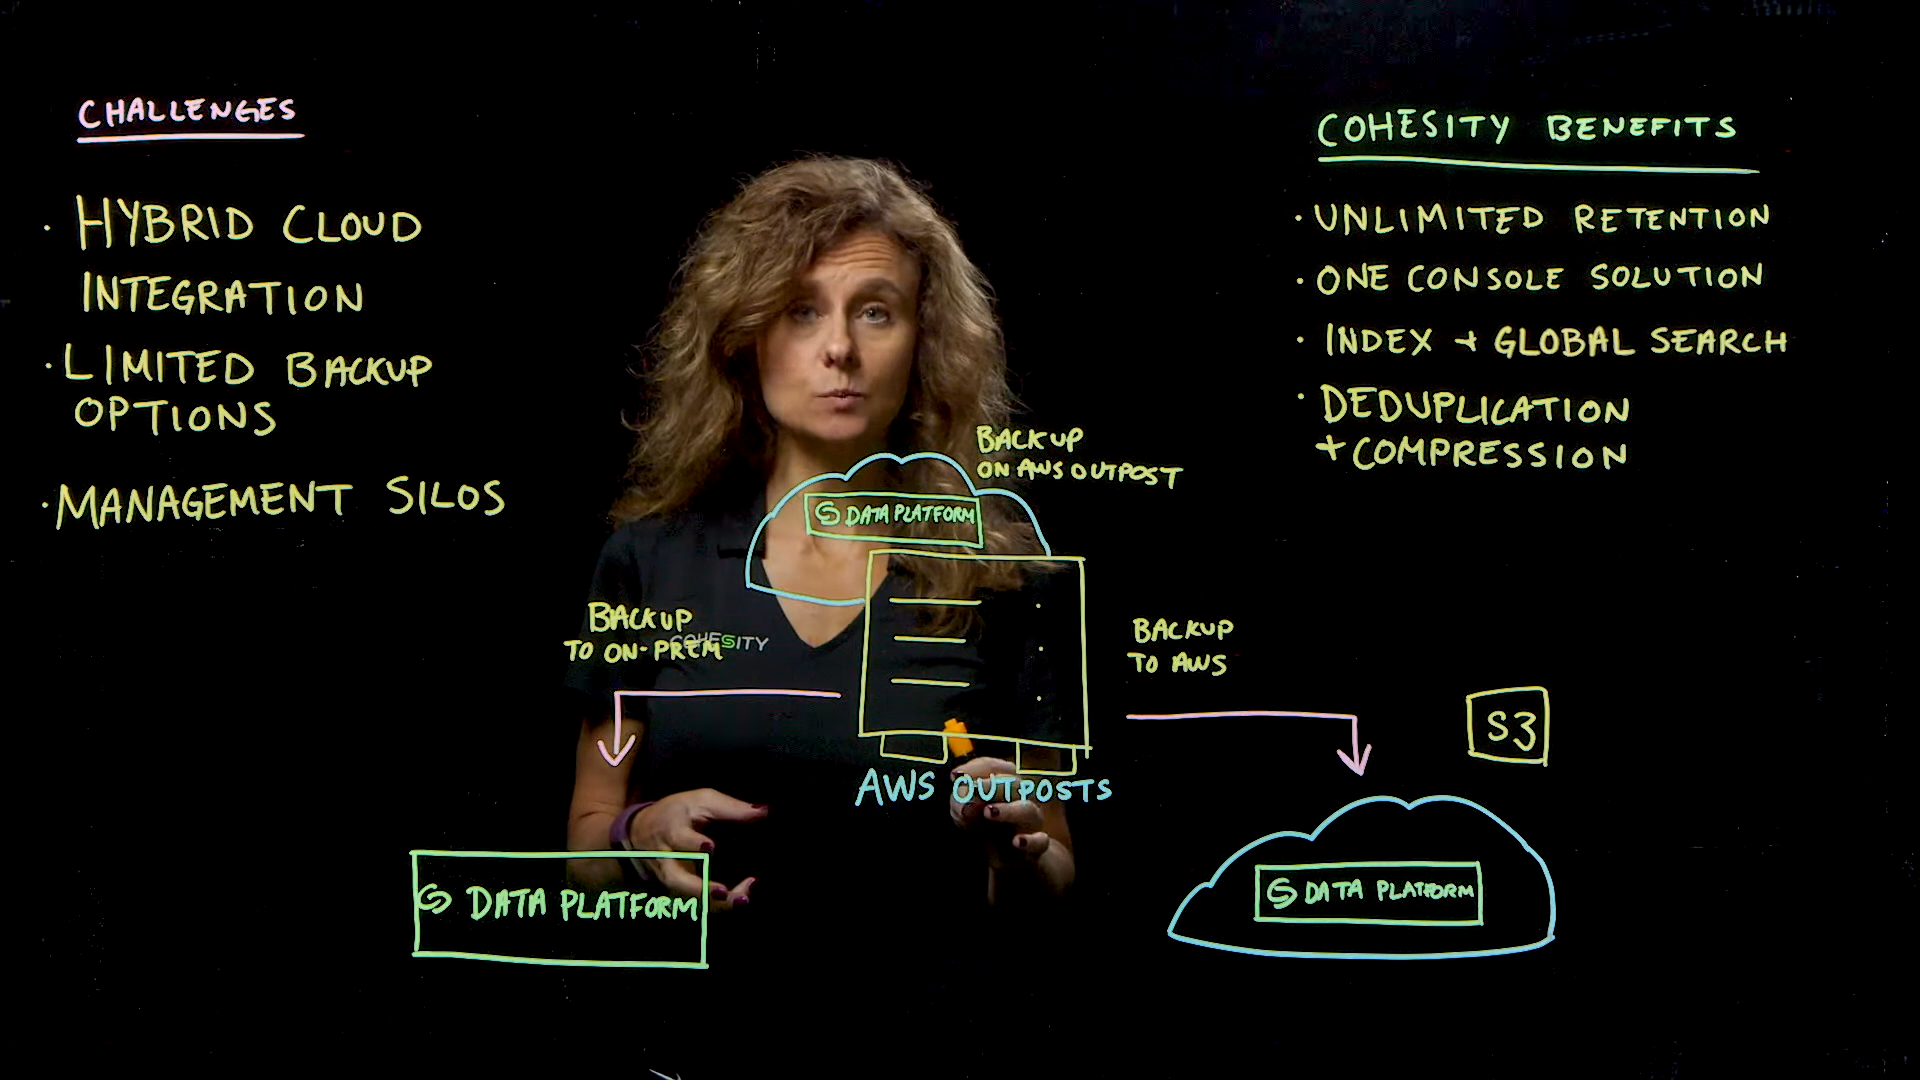 CHALLENGES
· HYBRID CLOUD
INTEGRATION
· LIMITED BACKUP
OPTIONS
· MANAGEMENT SILOS
COHESITY BENEFITS
· UNLIMITED RETENTION
· ONE CONSOLE SOLUTION
· INDEX + GLOBAL SEARCH
· DEDUPLICATION
+ COMPRESSION
BACKUP
ON AWS OUTPOST
DATA PLATFORM
BACKUP
TO ON-PREM
COHESITY
BACKUP
TO AWS
S3
AWS OUTPOSTS
DATA PLATFORM
DATA PLATFORM